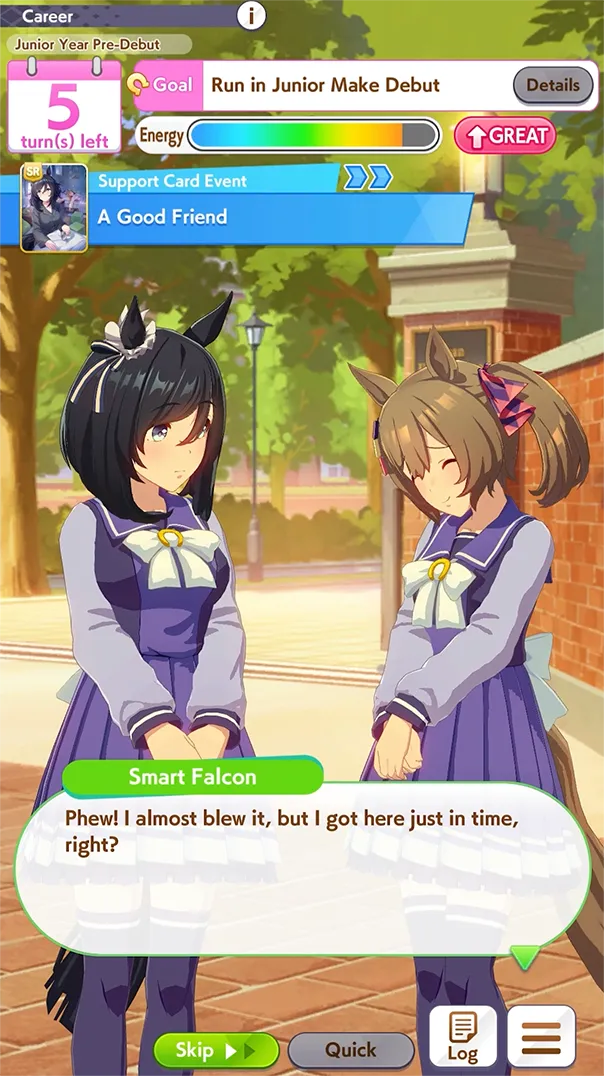 Career
i
Junior Year Pre-Debut
5
turn(s) left
Goal
Run in Junior Make Debut
Details
Energy
GREAT
SR
Support Card Event
A Good Friend
Smart Falcon
Phew! I almost blew it, but I got here just in time,
right?
Skip
Quick
Log